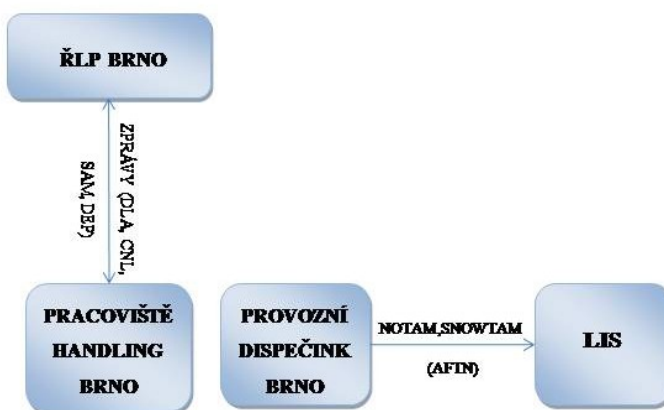 ŘLP BRNO
ZPRÁVY (DLA, CNL,
SAM, DEP)
PRACOVIŠTĚ
HANDLING
BRNO
PROVOZNÍ
DISPEČINK
BRNO
NOTAM,SNOWTAM
(AFTN)
LIS